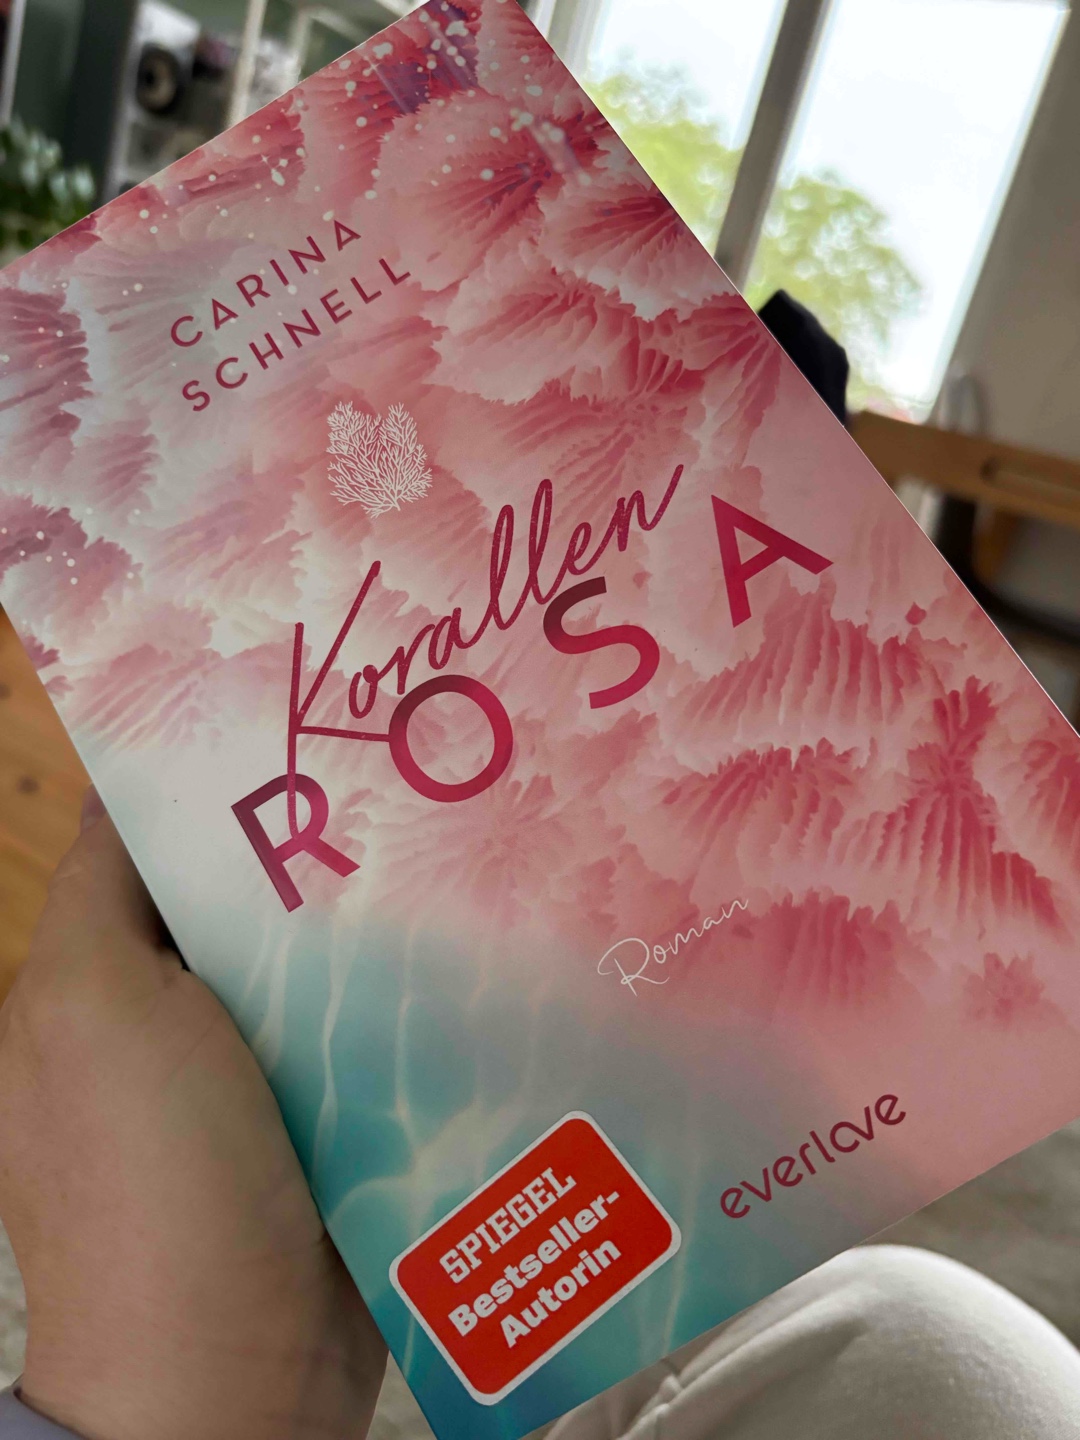 CARINA
SCHNELL
Korallen
ROSA
Roman
everlove
SPIEGEL
Bestseller-
Autorin